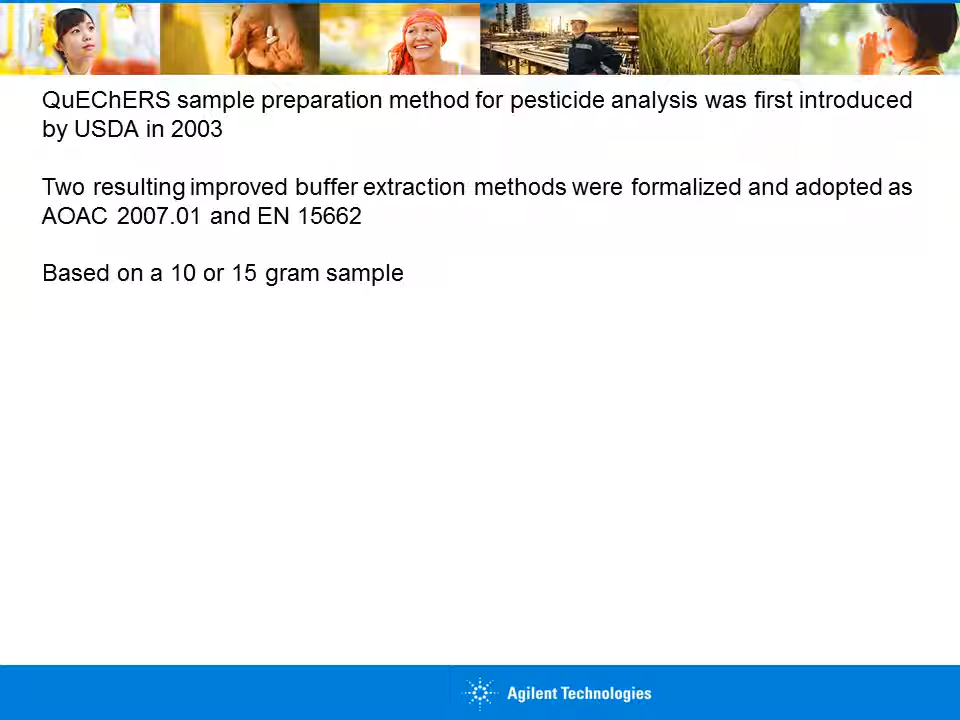 QuEChERS sample preparation method for pesticide analysis was first introduced
by USDA in 2003
Two resulting improved buffer extraction methods were formalized and adopted as
AOAC 2007.01 and EN 15662
Based on a 10 or 15 gram sample
Agilent Technologies